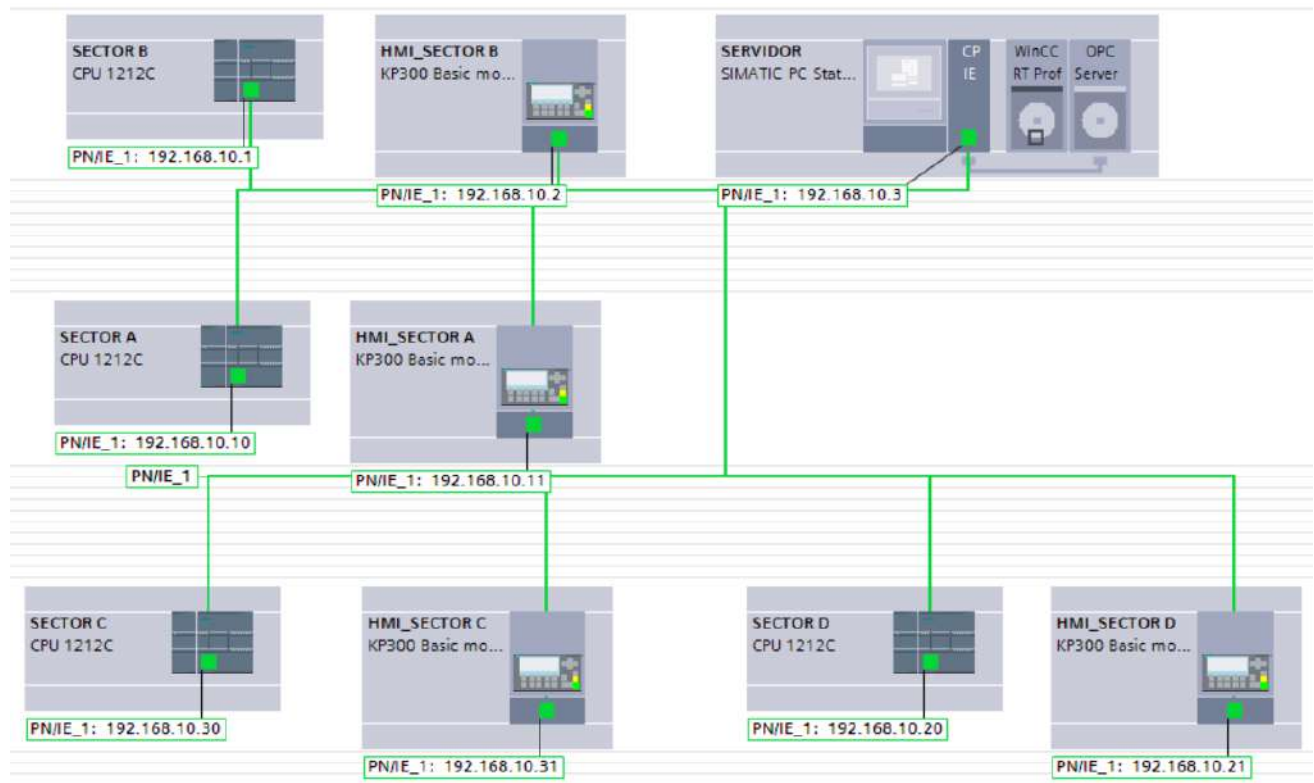 SECTOR B
CPU 1212C
PN/IE_1: 192.168.10.1
HMI_SECTOR B
KP300 Basic mo...
PN/IE_1: 192.168.10.2
SERVIDOR
SIMATIC PC Stat...
CP
IE
WinCC
RT Prof
OPC
Server
PN/IE_1: 192.168.10.3
SECTOR A
CPU 1212C
PN/IE_1: 192.168.10.10
HMI_SECTOR A
KP300 Basic mo...
PN/IE_1: 192.168.10.11
PN/IE_1
SECTOR C
CPU 1212C
PN/IE_1: 192.168.10.30
HMI_SECTOR C
KP300 Basic mo...
PN/IE_1: 192.168.10.31
SECTOR D
CPU 1212C
PN/IE_1: 192.168.10.20
HMI_SECTOR D
KP300 Basic mo...
PN/IE_1: 192.168.10.21